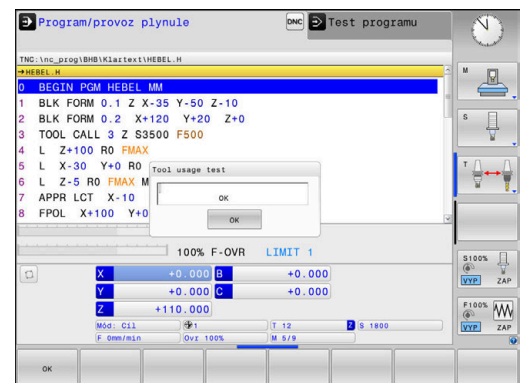 Program/provoz plynule DNC Test programu
TNC:\nc_prog\BHB\Klartext\HEBEL.H
→HEBEL.H
0 BEGIN PGM HEBEL MM
1 BLK FORM 0.1 Z X-35 Y-50 Z-10
2 BLK FORM 0.2 X+120 Y+20 Z+0
3 TOOL CALL 3 Z S3500 F500
4 L Z+100 R0 FMAX
5 L X-30 Y+0 R0
6 L Z-5 R0 FMAX M
7 APPR LCT X-10
8 FPOL X+100 Y+0
Tool usage test
OK
OK
100% F-OVR LIMIT 1
X +0.000 B +0.000
Y +0.000 C +0.000
Z +110.000
Mód: Cíl 1 T 12 Z S 1800
F 0mm/min Ovr 100% M 5/9
OK
M
S
T
S100%
VYP ZAP
F100%
VYP ZAP